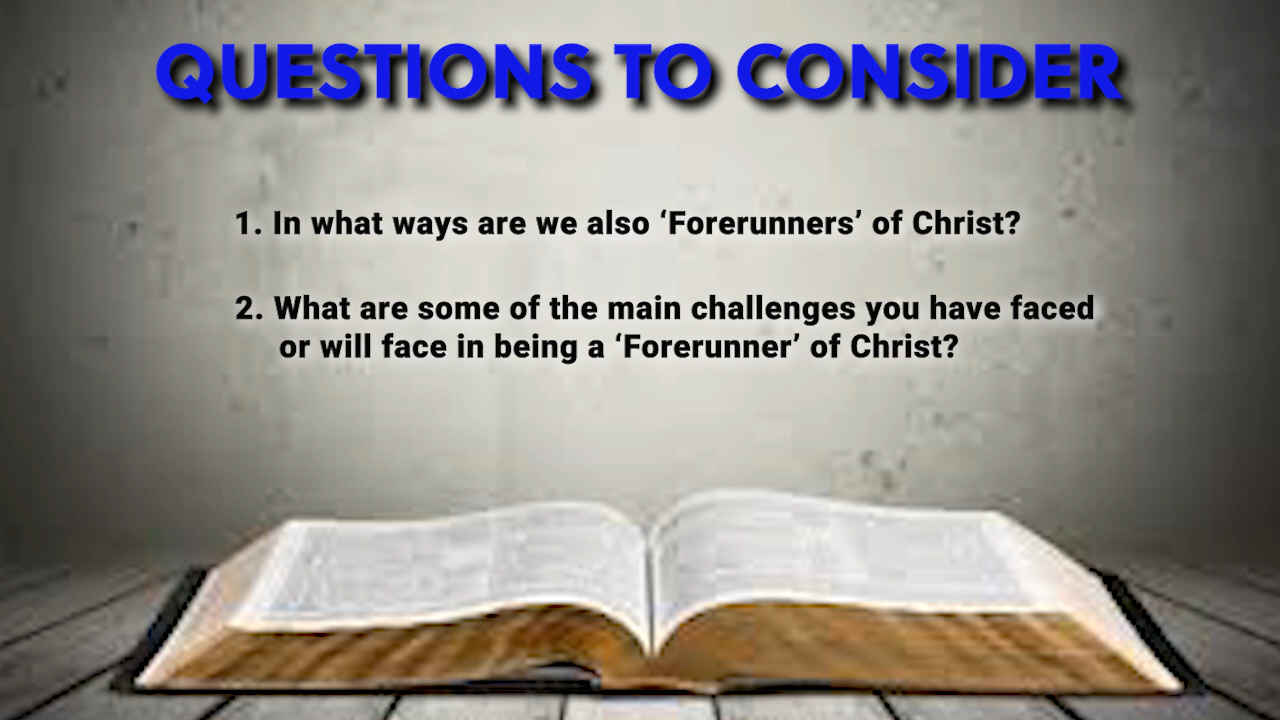 QUESTIONS TO CONSIDER
1. In what ways are we also ‘Forerunners’ of Christ?
2. What are some of the main challenges you have faced
or will face in being a ‘Forerunner’ of Christ?